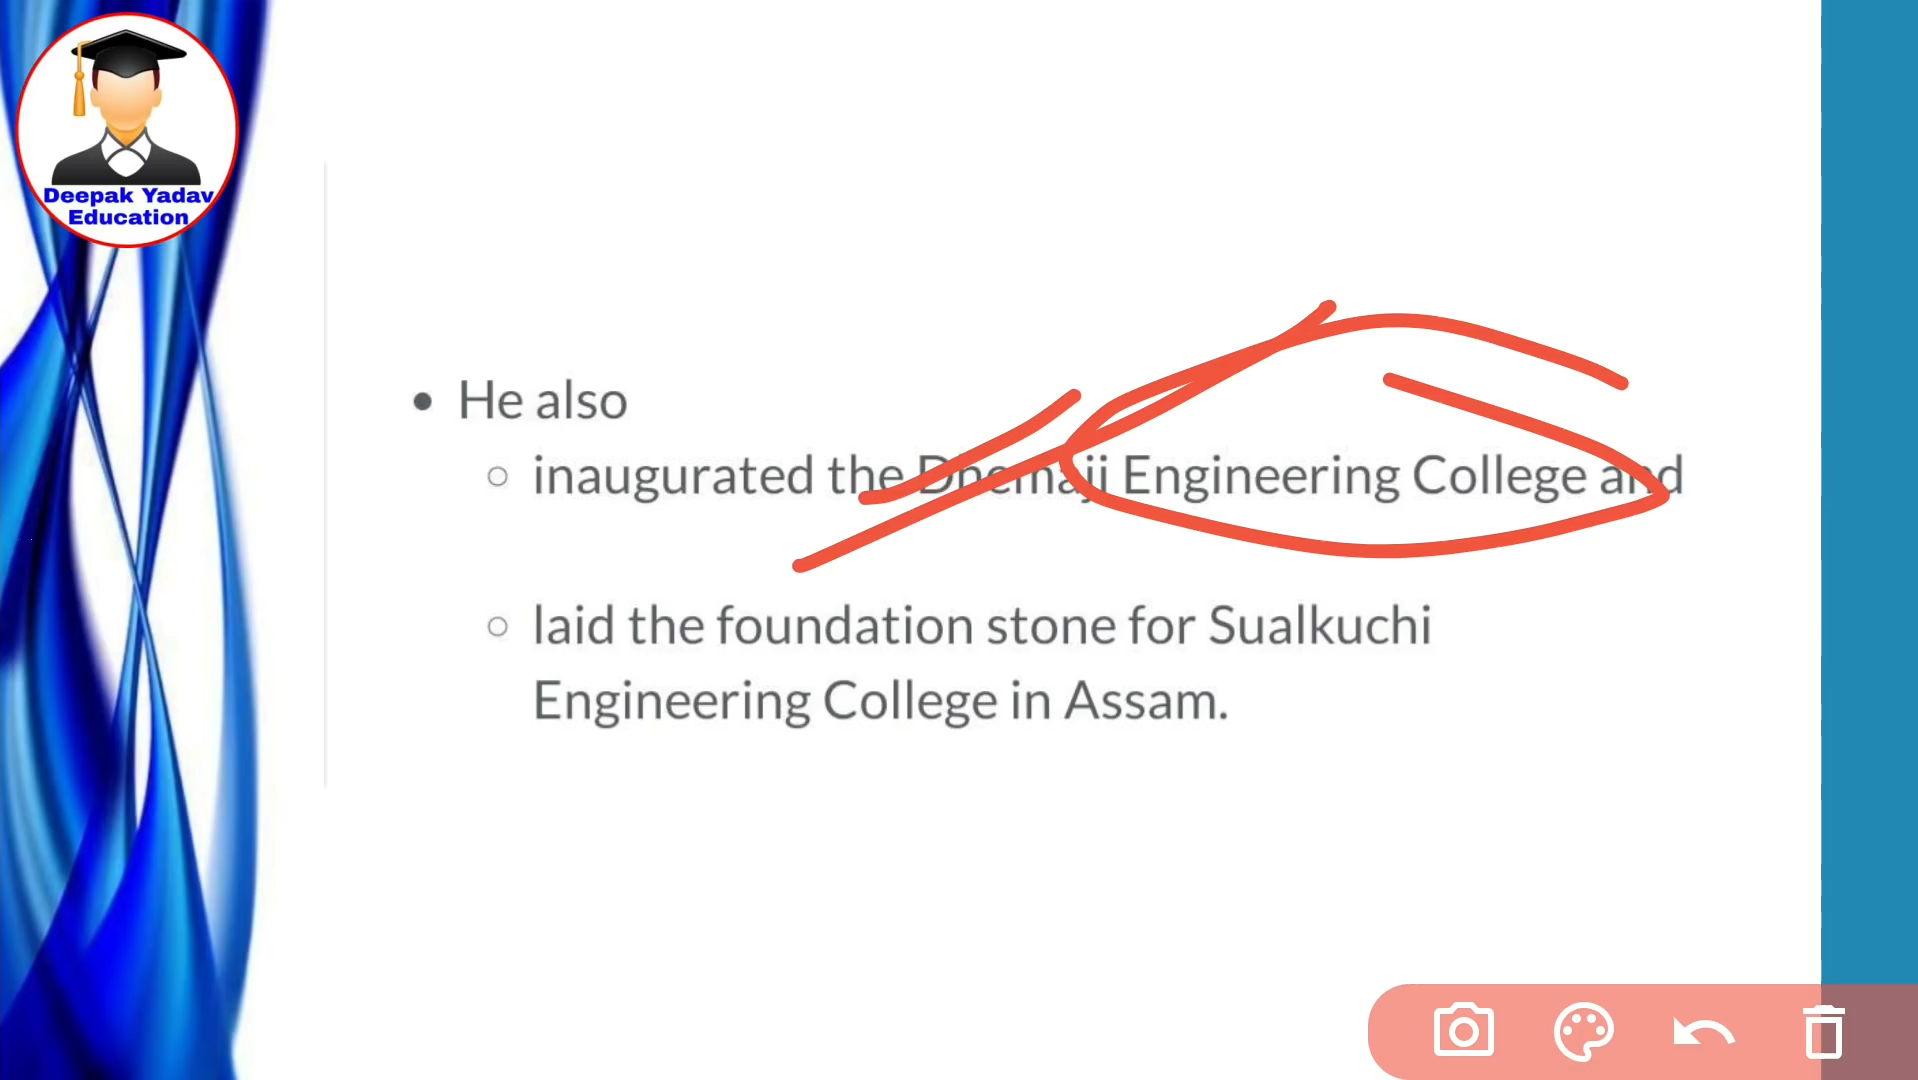 Deepak Yadav
Education
• He also
○ inaugurated the Dhemaji Engineering College and
○ laid the foundation stone for Sualkuchi
Engineering College in Assam.